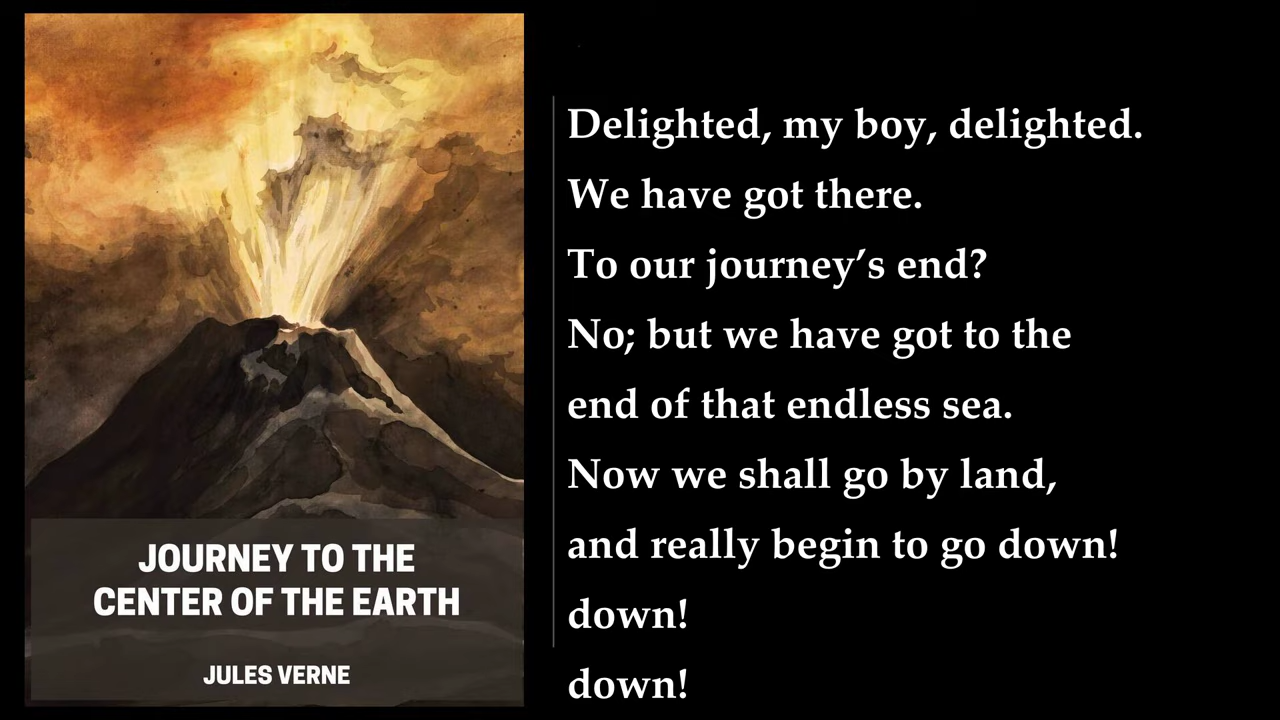 JOURNEY TO THE
CENTER OF THE EARTH
JULES VERNE
Delighted, my boy, delighted.
We have got there.
To our journey’s end?
No; but we have got to the
end of that endless sea.
Now we shall go by land,
and really begin to go down!
down!
down!